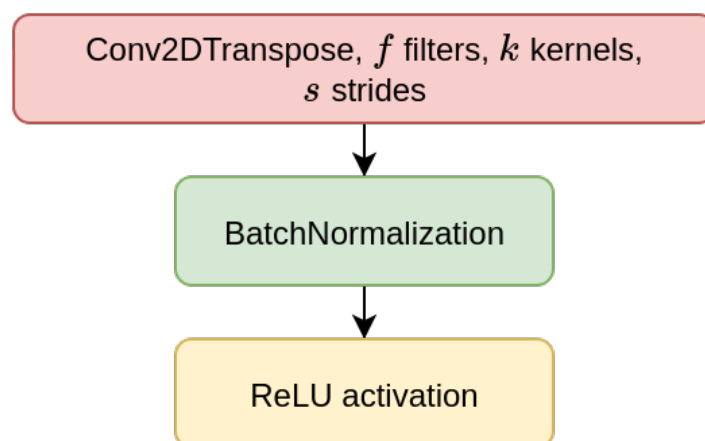 Conv2DTranspose, f filters, k kernels,
s strides
BatchNormalization
ReLU activation